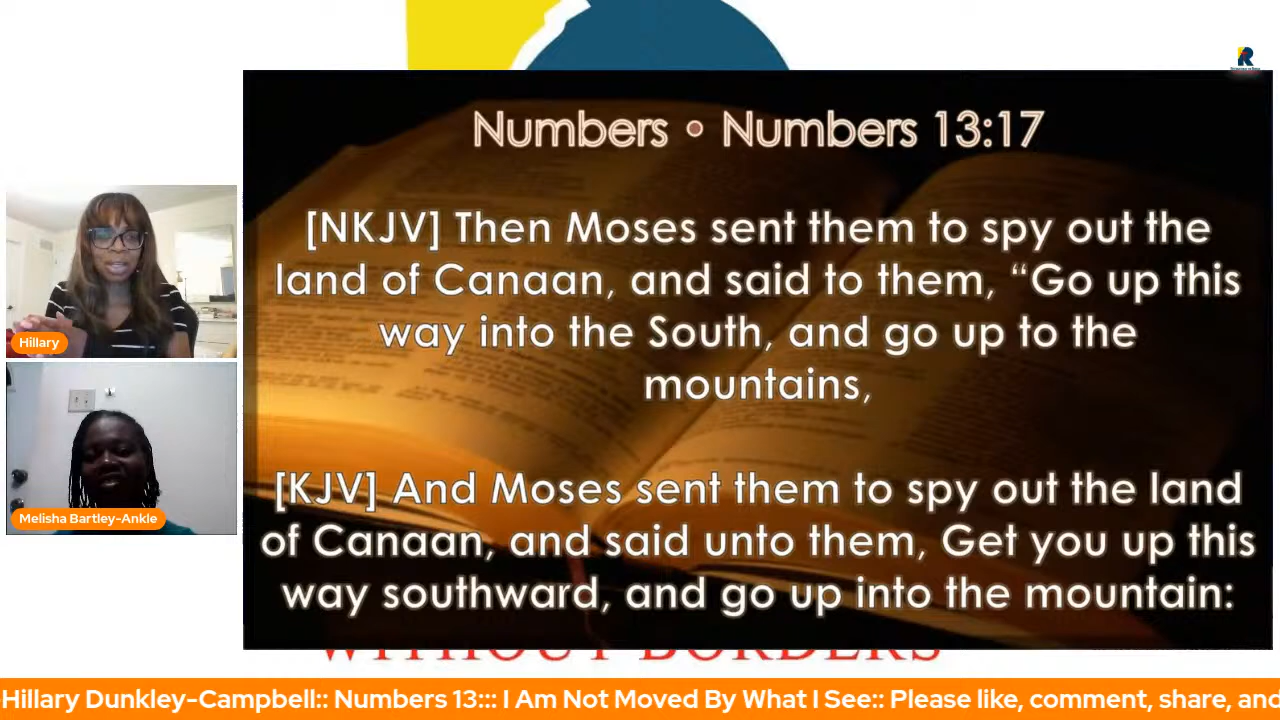 Numbers • Numbers 13:17
[NKJV] Then Moses sent them to spy out the
land of Canaan, and said to them, “Go up this
way into the South, and go up to the
mountains,
[KJV] And Moses sent them to spy out the land
of Canaan, and said unto them, Get you up this
way southward, and go up into the mountain:
Hillary
Melisha Bartley-Ankle
WITHOUT BORDERS
-Hillary Dunkley-Campbell:: Numbers 13::: I Am Not Moved By What I See:: Please like, comment, share, and